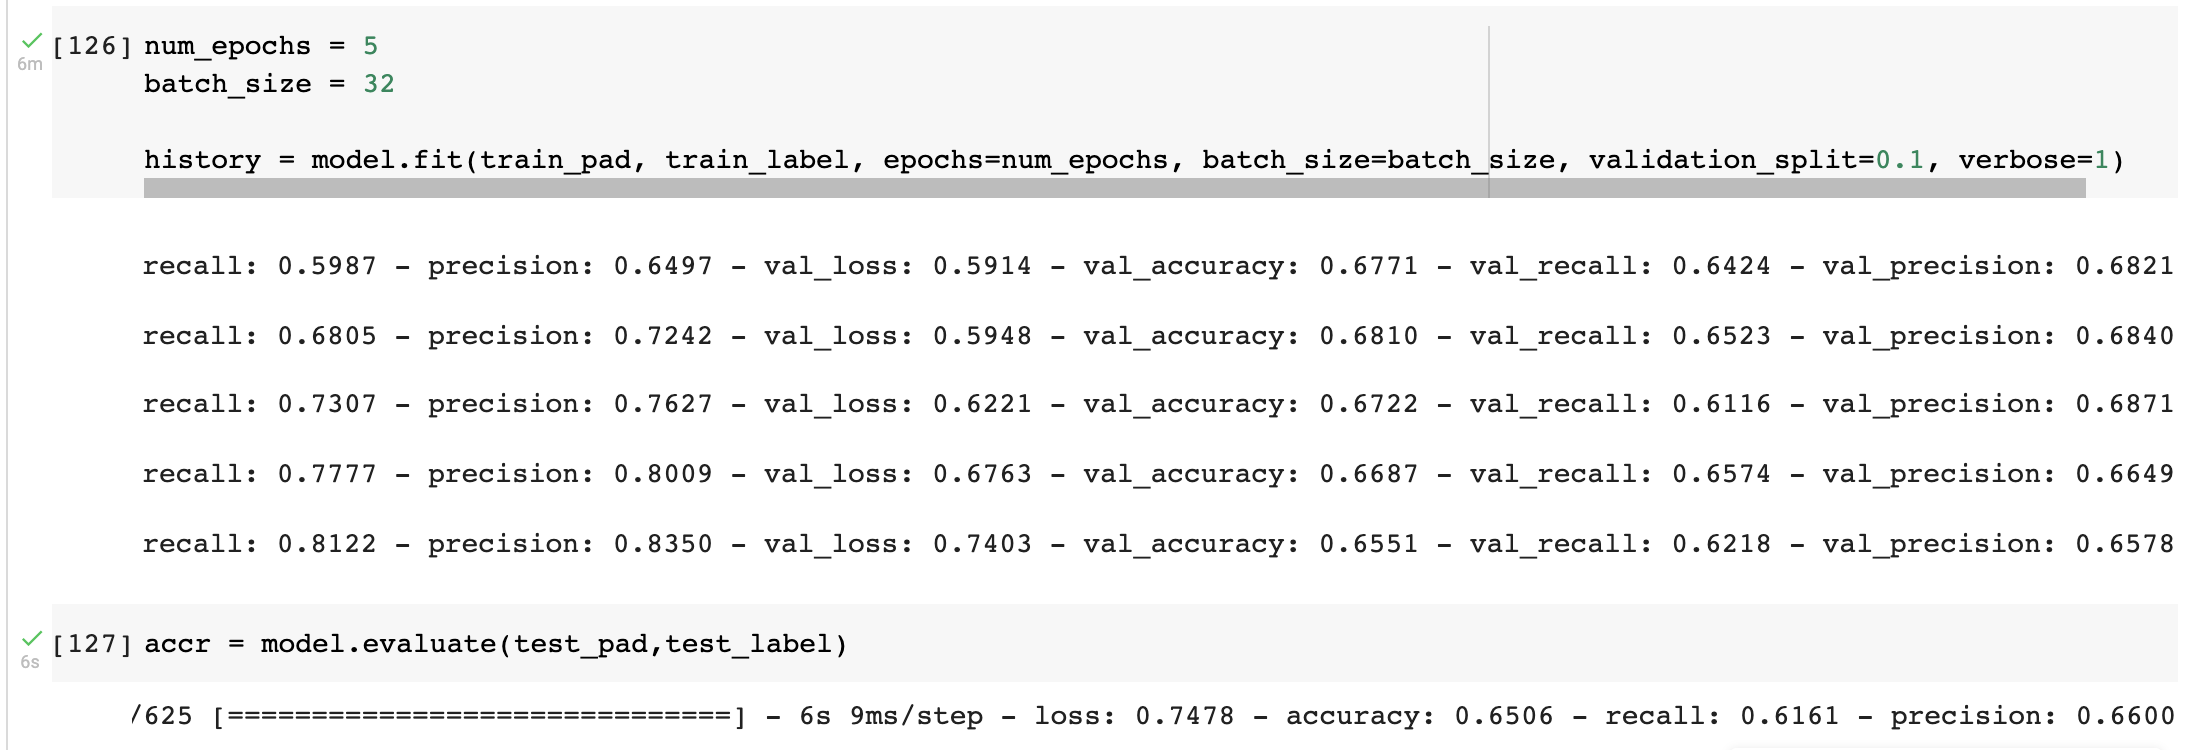 [126] num_epochs = 5
6m
batch_size = 32
history = model.fit(train_pad, train_label, epochs=num_epochs, batch_size=batch_size, validation_split=0.1, verbose=1)
recall: 0.5987 - precision: 0.6497 - val_loss: 0.5914 - val_accuracy: 0.6771 - val_recall: 0.6424 - val_precision: 0.6821
recall: 0.6805 - precision: 0.7242 - val_loss: 0.5948 - val_accuracy: 0.6810 - val_recall: 0.6523 - val_precision: 0.6840
recall: 0.7307 - precision: 0.7627 - val_loss: 0.6221 - val_accuracy: 0.6722 - val_recall: 0.6116 - val_precision: 0.6871
recall: 0.7777 - precision: 0.8009 - val_loss: 0.6763 - val_accuracy: 0.6687 - val_recall: 0.6574 - val_precision: 0.6649
recall: 0.8122 - precision: 0.8350 - val_loss: 0.7403 - val_accuracy: 0.6551 - val_recall: 0.6218 - val_precision: 0.6578
[127] accr = model.evaluate(test_pad,test_label)
6s
/625 [==============================] - 6s 9ms/step - loss: 0.7478 - accuracy: 0.6506 - recall: 0.6161 - precision: 0.6600